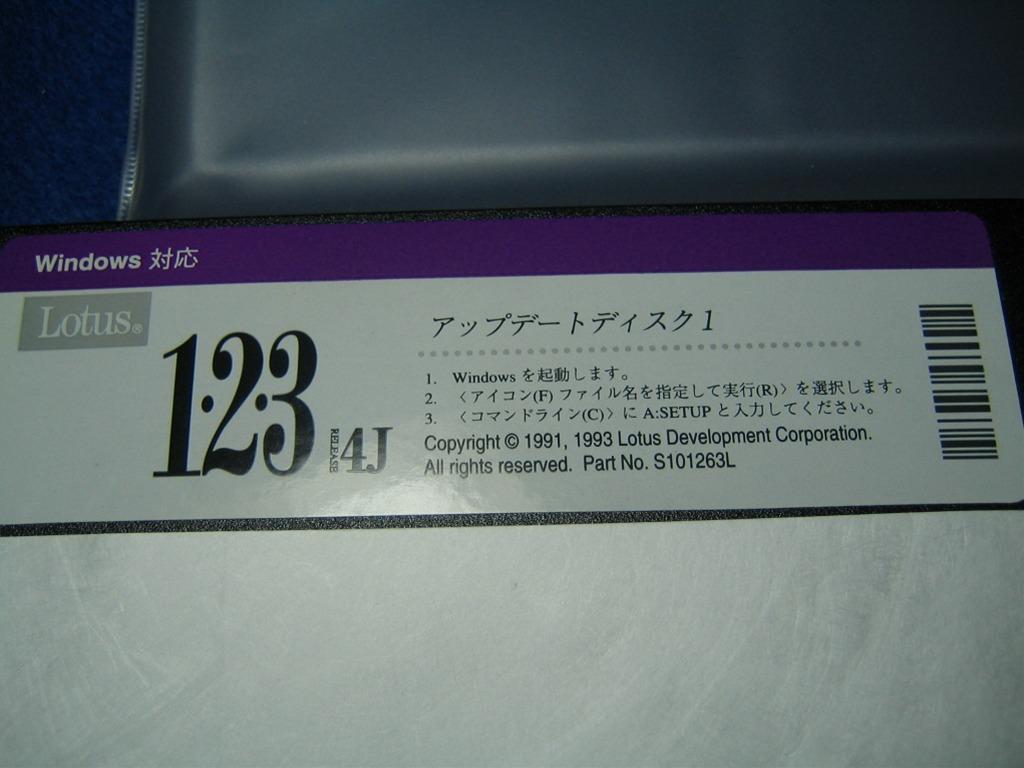 Windows 対応
Lotus®
1·2·3
RELEASE 4J
アップデートディスク1
1. Windows を起動します。
2. 〈アイコン(F) ファイル名を指定して実行(R)〉を選択します。
3. 〈コマンドライン(C)〉に A:SETUP と入力してください。
Copyright © 1991, 1993 Lotus Development Corporation.
All rights reserved. Part No. S101263L